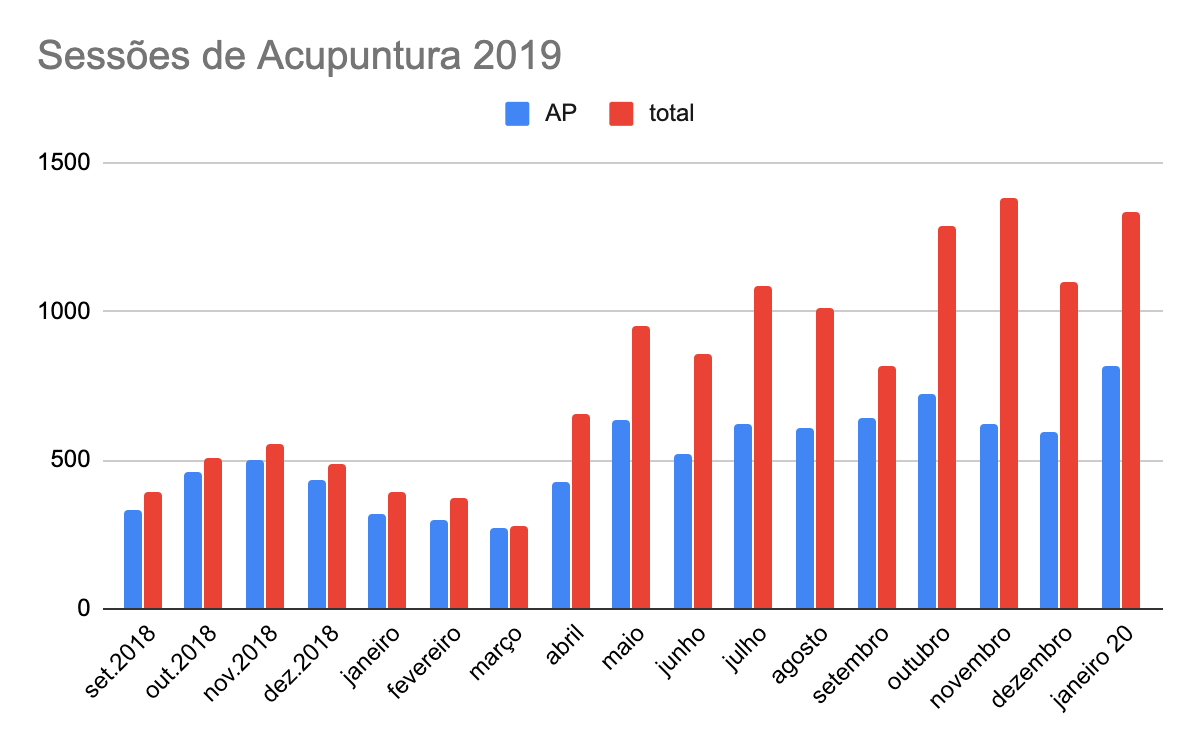 Sessões de Acupuntura 2019
AP
total
1500
1000
500
0
set.2018
out.2018
nov.2018
dez.2018
janeiro
fevereiro
março
abril
maio
junho
julho
agosto
setembro
outubro
novembro
dezembro
janeiro 20